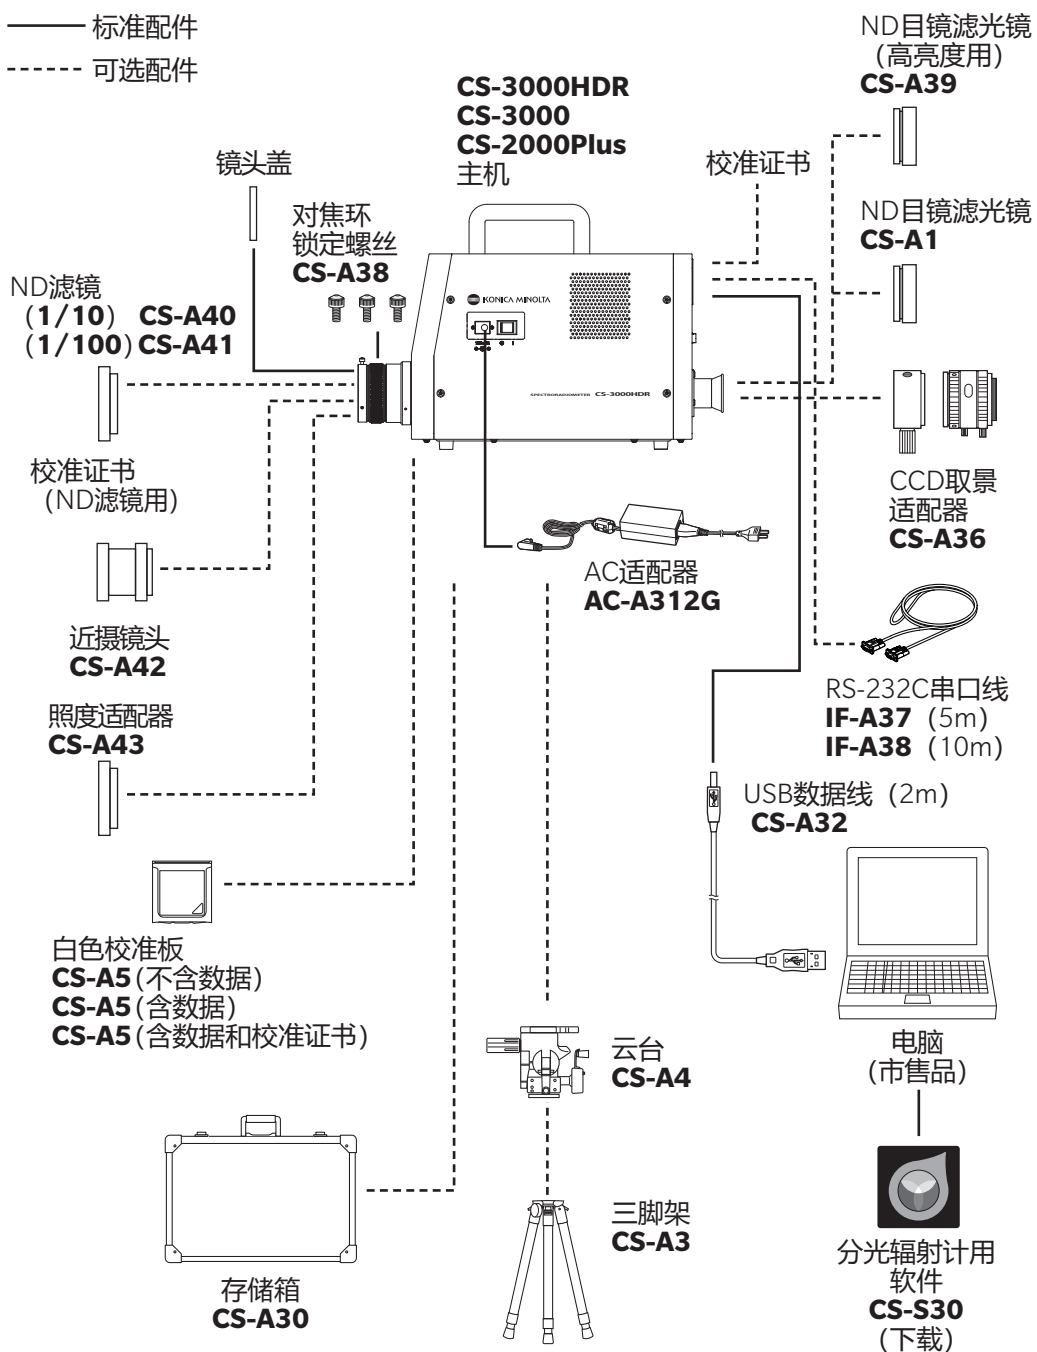 标准配件
可选配件
CS-3000HDR
CS-3000
CS-2000Plus
主机
ND目镜滤光镜
（高亮度用）
CS-A39
镜头盖
校准证书
对焦环
锁定螺丝
CS-A38
ND目镜滤光镜
CS-A1
ND滤镜
（1/10） CS-A40
（1/100）CS-A41
KONICA MINOLTA
SPECTRORADIOMETER CS-3000HDR
校准证书
（ND滤镜用）
CCD取景
适配器
CS-A36
AC适配器
AC-A312G
近摄镜头
CS-A42
RS-232C串口线
IF-A37（5m）
IF-A38（10m）
照度适配器
CS-A43
USB数据线（2m）
CS-A32
白色校准板
CS-A5（不含数据）
CS-A5（含数据）
CS-A5（含数据和校准证书）
电脑
（市售品）
云台
CS-A4
三脚架
CS-A3
存储箱
CS-A30
分光辐射计用
软件
CS-S30
（下载）